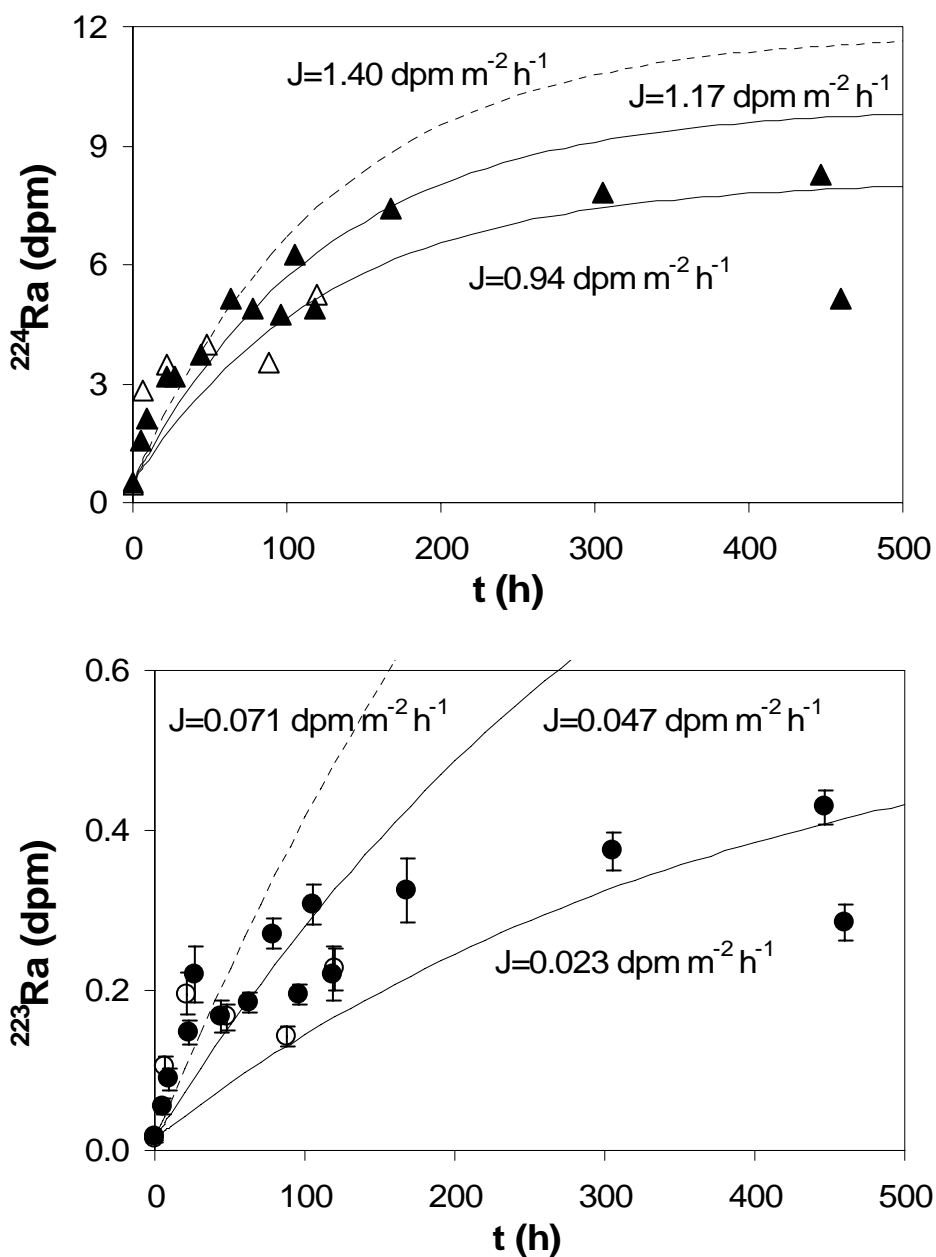 12
J=1.40 dpm m⁻² h⁻¹
J=1.17 dpm m⁻² h⁻¹
9
²²⁴Ra (dpm)
6
J=0.94 dpm m⁻² h⁻¹
3
0
0 100 200 300 400 500
t (h)
0.6
J=0.071 dpm m⁻² h⁻¹
J=0.047 dpm m⁻² h⁻¹
0.4
²²³Ra (dpm)
J=0.023 dpm m⁻² h⁻¹
0.2
0.0
0 100 200 300 400 500
t (h)